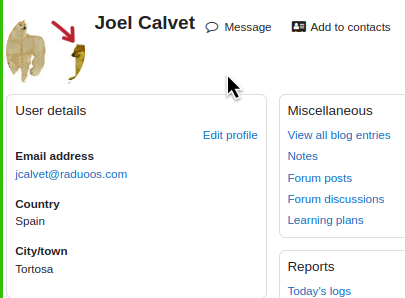 Joel Calvet
Message
Add to contacts
User details
Edit profile
Email address
jcalvet@raduoos.com
Country
Spain
City/town
Tortosa
Miscellaneous
View all blog entries
Notes
Forum posts
Forum discussions
Learning plans
Reports
Today's logs